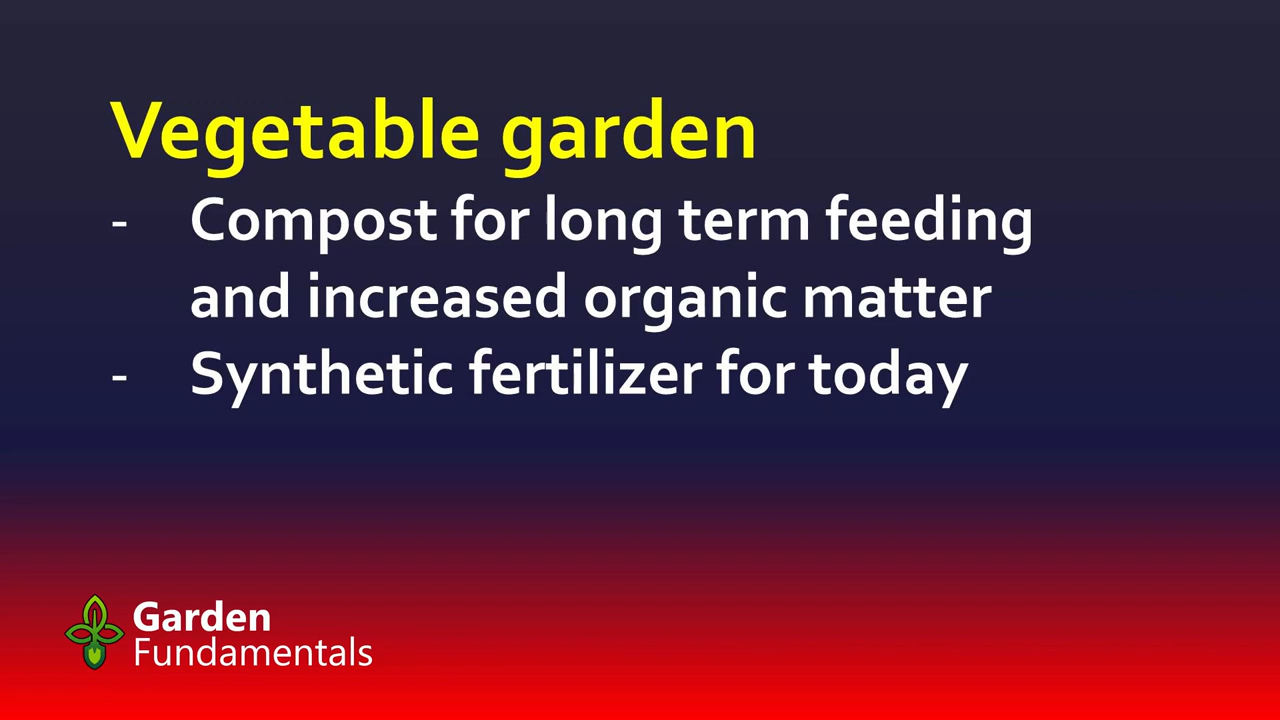 Vegetable garden
- Compost for long term feeding
and increased organic matter
- Synthetic fertilizer for today
Garden
Fundamentals